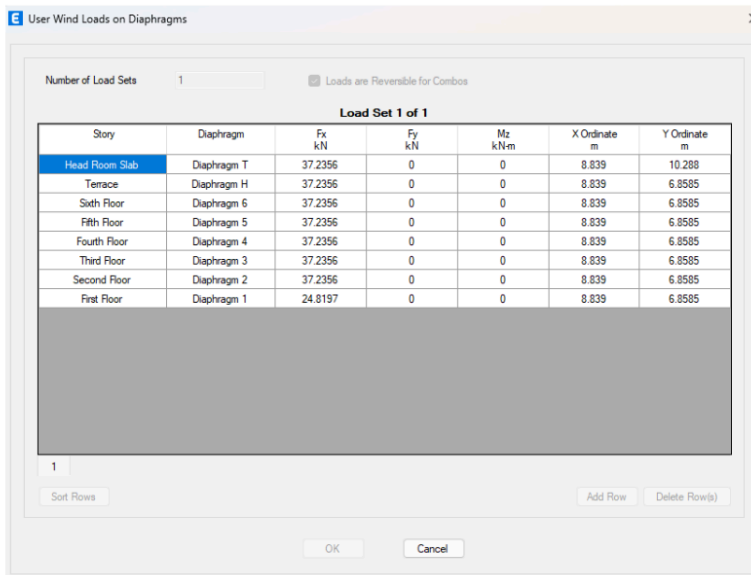 E User Wind Loads on Diaphragms X
Number of Load Sets 1 Loads are Reversible for Combos
Load Set 1 of 1
Story Diaphragm Fx kN Fy kN Mz kN-m X Ordinate m Y Ordinate m
Head Room Slab Diaphragm T 37.2356 0 0 8.839 10.288
Terrace Diaphragm H 37.2356 0 0 8.839 6.8585
Sixth Floor Diaphragm 6 37.2356 0 0 8.839 6.8585
Fifth Floor Diaphragm 5 37.2356 0 0 8.839 6.8585
Fourth Floor Diaphragm 4 37.2356 0 0 8.839 6.8585
Third Floor Diaphragm 3 37.2356 0 0 8.839 6.8585
Second Floor Diaphragm 2 37.2356 0 0 8.839 6.8585
First Floor Diaphragm 1 24.8197 0 0 8.839 6.8585
1
Sort Rows Add Row Delete Row(s)
OK Cancel